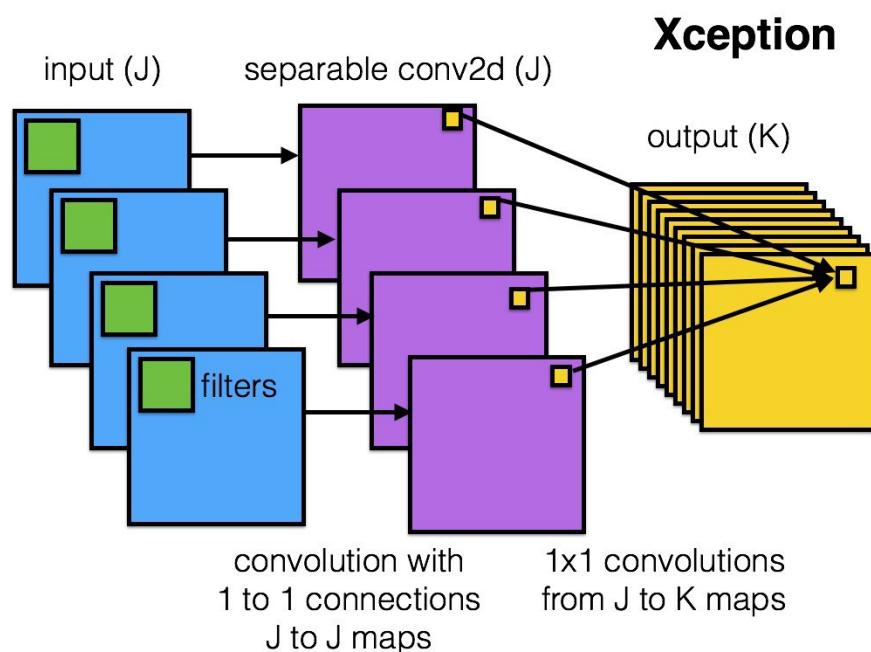 Xception
input (J)
separable conv2d (J)
output (K)
filters
convolution with
1 to 1 connections
J to J maps
1x1 convolutions
from J to K maps